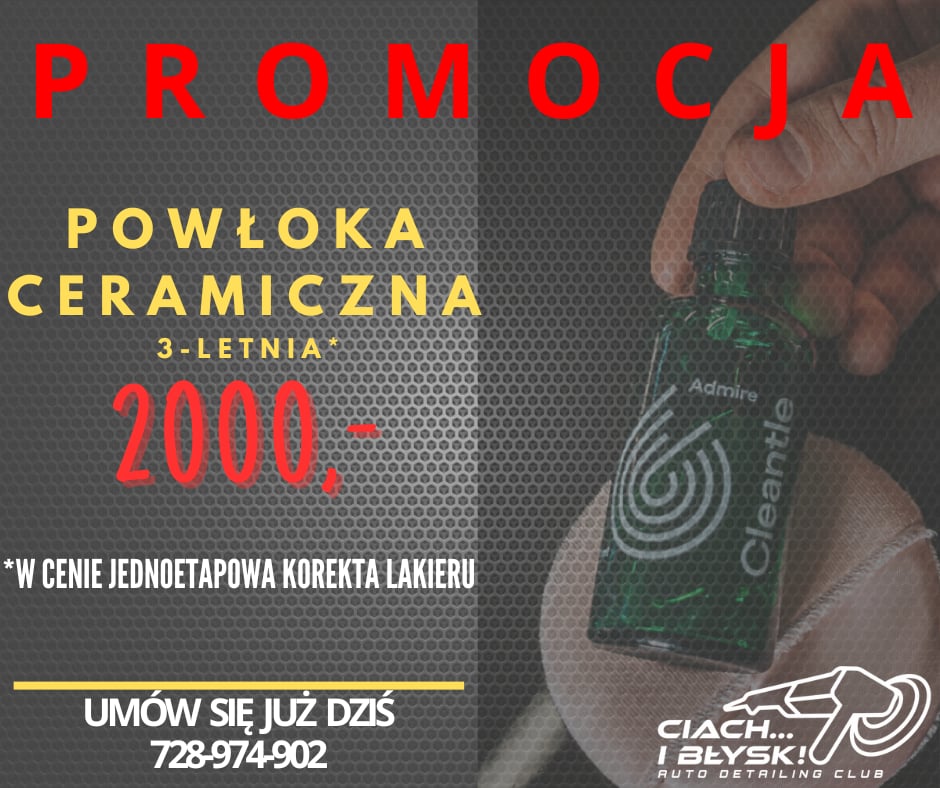 PROMOCJA
POWŁOKA
CERAMICZNA
3-LETNIA*
2000,-
*W CENIE JEDNOETAPOWA KOREKTA LAKIERU
UMÓW SIĘ JUŻ DZIŚ
728-974-902
Admire
Cleantle
CIACH...
I BŁYSK!
AUTO DETAILING CLUB